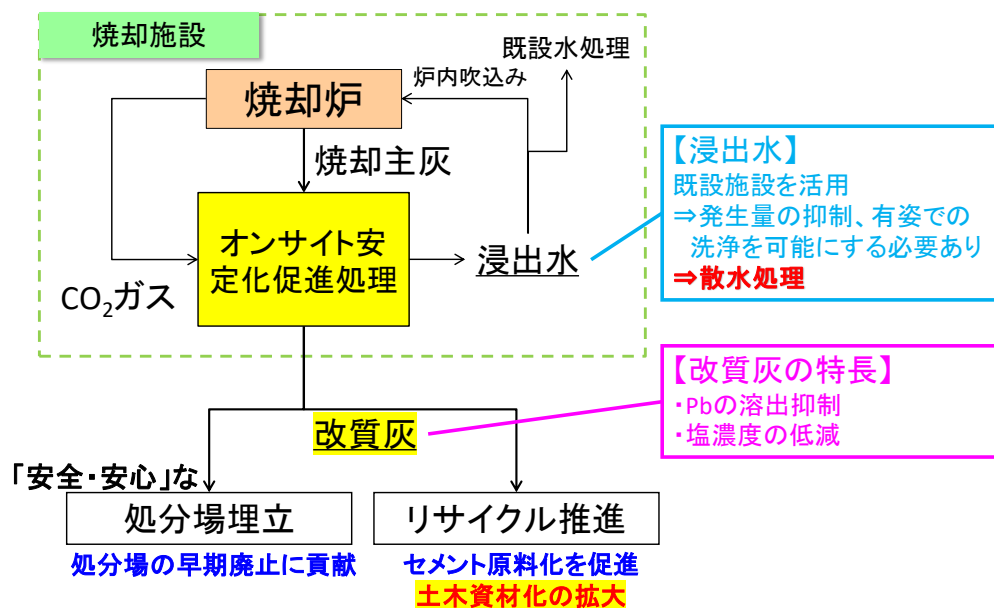 焼却施設
既設水処理
炉内吹込み
焼却炉
焼却主灰
オンサイト安
定化促進処理
浸出水
CO₂ガス
【浸出水】
既設施設を活用
⇒発生量の抑制、有姿での
洗浄を可能にする必要あり
⇒散水処理
【改質灰の特長】
・Pbの溶出抑制
・塩濃度の低減
改質灰
「安全・安心」な
処分場埋立
リサイクル推進
処分場の早期廃止に貢献
セメント原料化を促進
土木資材化の拡大